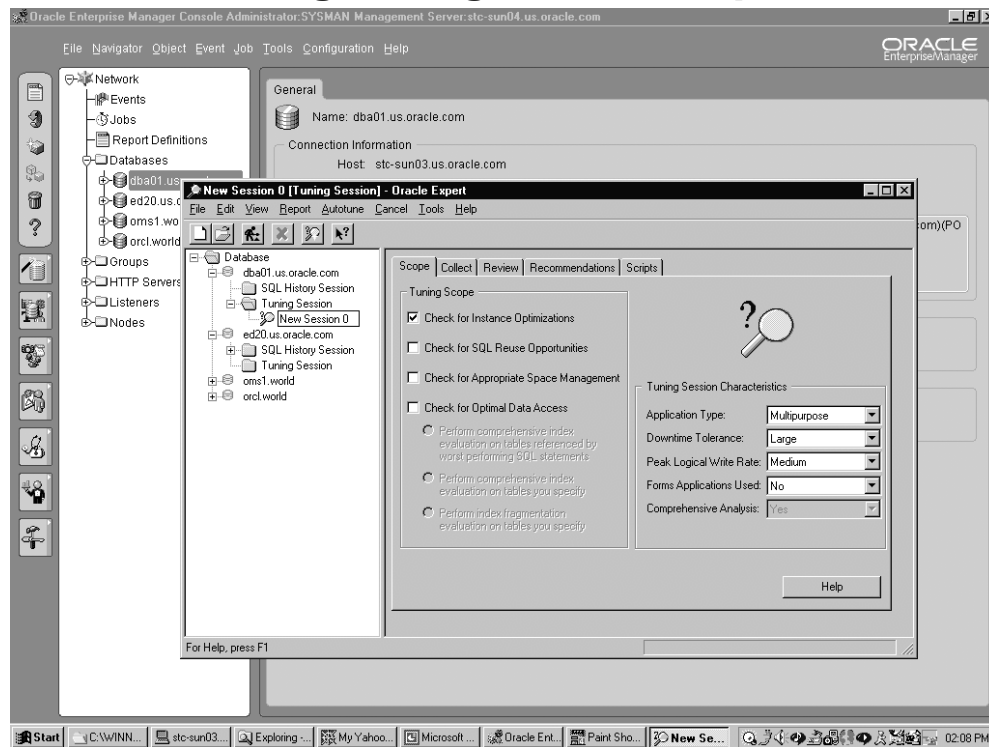 Oracle Enterprise Manager Console Administrator:SYSMAN Management Server:stc-sun04.us.oracle.com
File Navigator Object Event Job Tools Configuration Help
ORACLE
EnterpriseManager
Network
Events
Jobs
Report Definitions
Databases
dba01.us
ed20.us.c
oms1.wo
orcl.world
Groups
HTTP Servers
Listeners
Nodes
General
Name: dba01.us.oracle.com
Connection Information
Host: stc-sun03.us.oracle.com
com)(PO
New Session 0 [Tuning Session] - Oracle Expert
File Edit View Report Autotune Cancel Tools Help
Database
dba01.us.oracle.com
SQL History Session
Tuning Session
New Session 0
ed20.us.oracle.com
SQL History Session
Tuning Session
oms1.world
orcl.world
Scope Collect Review Recommendations Scripts
Tuning Scope
Check for Instance Optimizations
Check for SQL Reuse Opportunities
Check for Appropriate Space Management
Check for Optimal Data Access
Perform comprehensive index
evaluation on tables referenced by
worst performing SQL statements
Perform comprehensive index
evaluation on tables you specify
Perform index fragmentation
evaluation on tables you specify
Tuning Session Characteristics
Application Type: Multipurpose
Downtime Tolerance: Large
Peak Logical Write Rate: Medium
Forms Applications Used: No
Comprehensive Analysis: Yes
Help
For Help, press F1
Start C:\WINN... stc-sun03.... Exploring -... My Yahoo... Microsoft ... Oracle Ent... Paint Sho... New Se... 02:08 PM